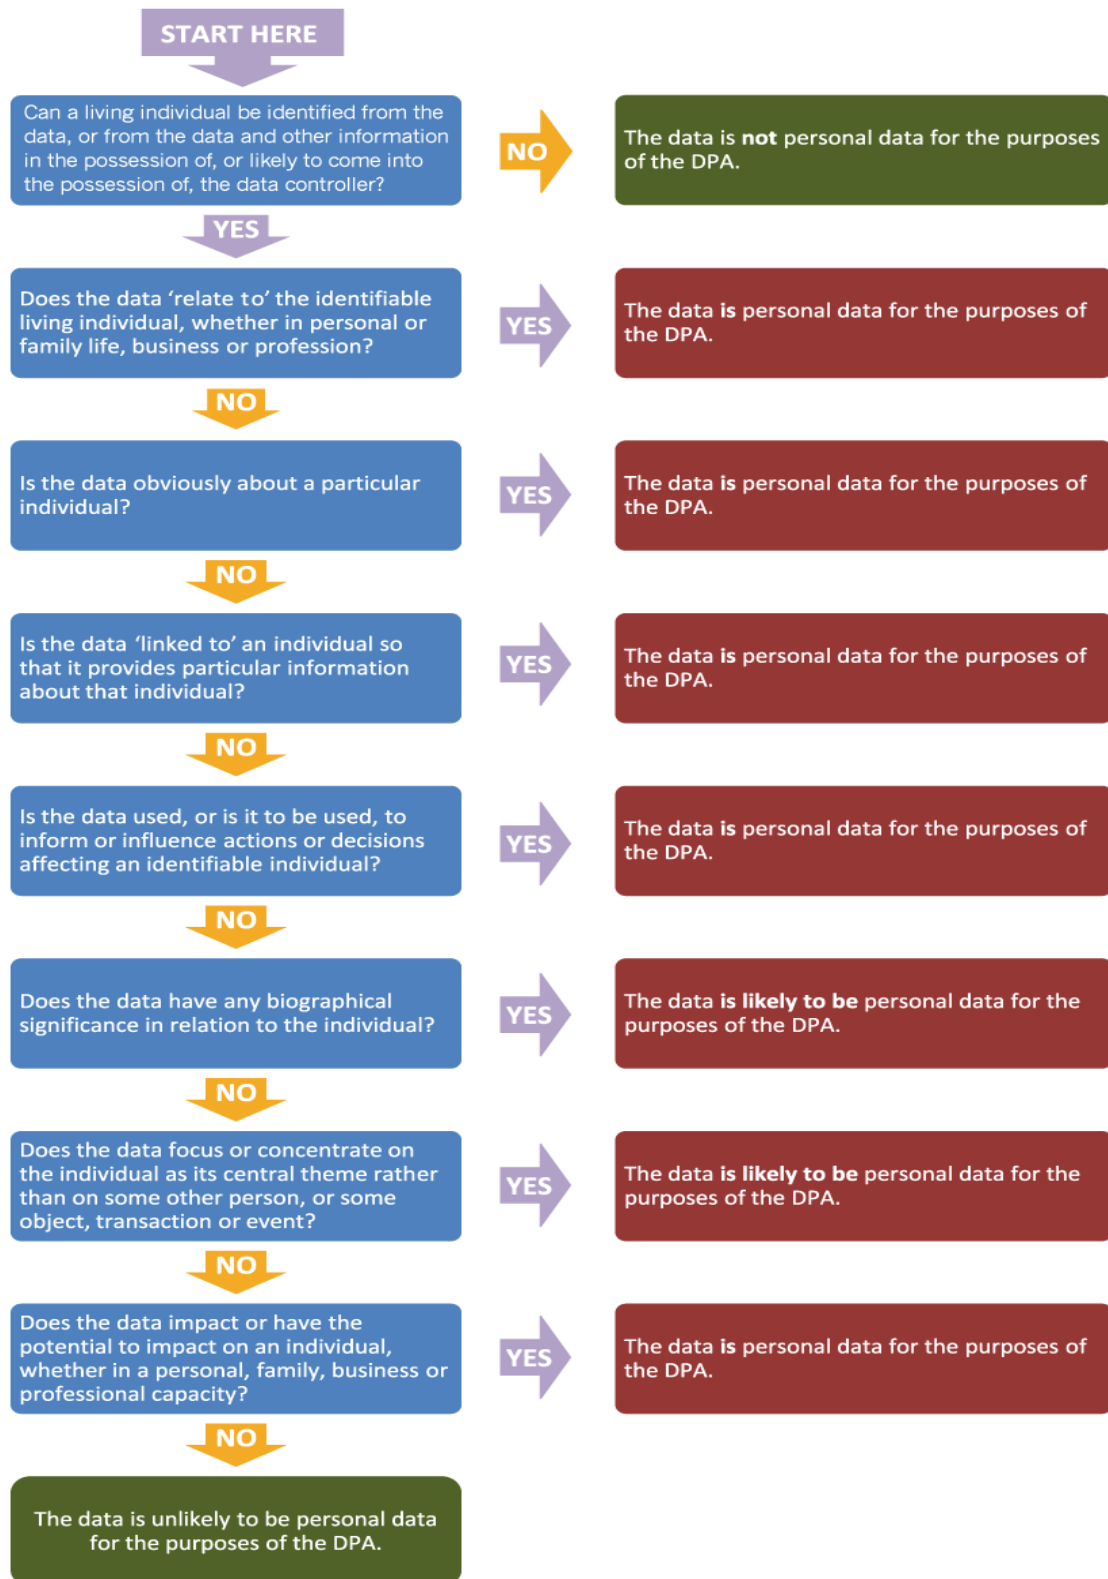 START HERE
Can a living individual be identified from the
data, or from the data and other information
in the possession of, or likely to come into
the possession of, the data controller?
NO
The data is not personal data for the purposes
of the DPA.
YES
Does the data ‘relate to’ the identifiable
living individual, whether in personal or
family life, business or profession?
YES
The data is personal data for the purposes of
the DPA.
NO
Is the data obviously about a particular
individual?
YES
The data is personal data for the purposes of
the DPA.
NO
Is the data ‘linked to’ an individual so
that it provides particular information
about that individual?
YES
The data is personal data for the purposes of
the DPA.
NO
Is the data used, or is it to be used, to
inform or influence actions or decisions
affecting an identifiable individual?
YES
The data is personal data for the purposes of
the DPA.
NO
Does the data have any biographical
significance in relation to the individual?
YES
The data is likely to be personal data for the
purposes of the DPA.
NO
Does the data focus or concentrate on
the individual as its central theme rather
than on some other person, or some
object, transaction or event?
YES
The data is likely to be personal data for the
purposes of the DPA.
NO
Does the data impact or have the
potential to impact on an individual,
whether in a personal, family, business or
professional capacity?
YES
The data is personal data for the purposes of
the DPA.
NO
The data is unlikely to be personal data
for the purposes of the DPA.